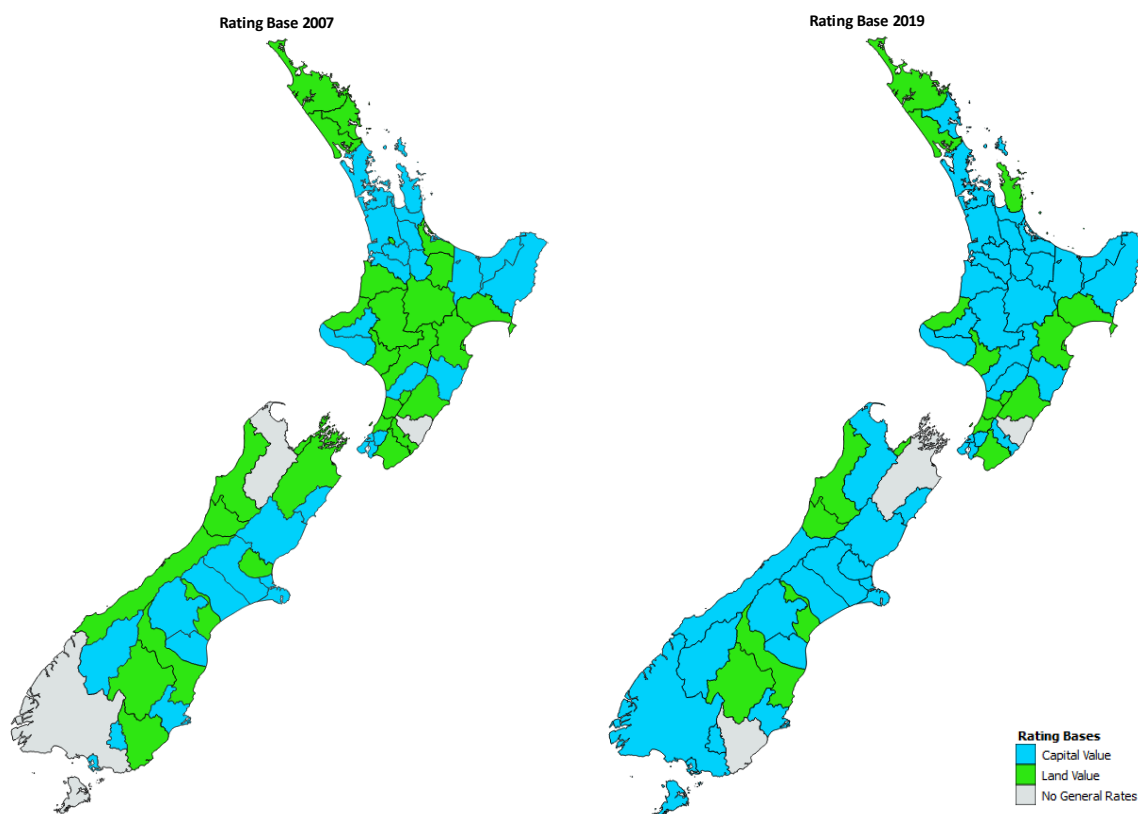 Rating Base 2007
Rating Base 2019
Rating Bases
Capital Value
Land Value
No General Rates